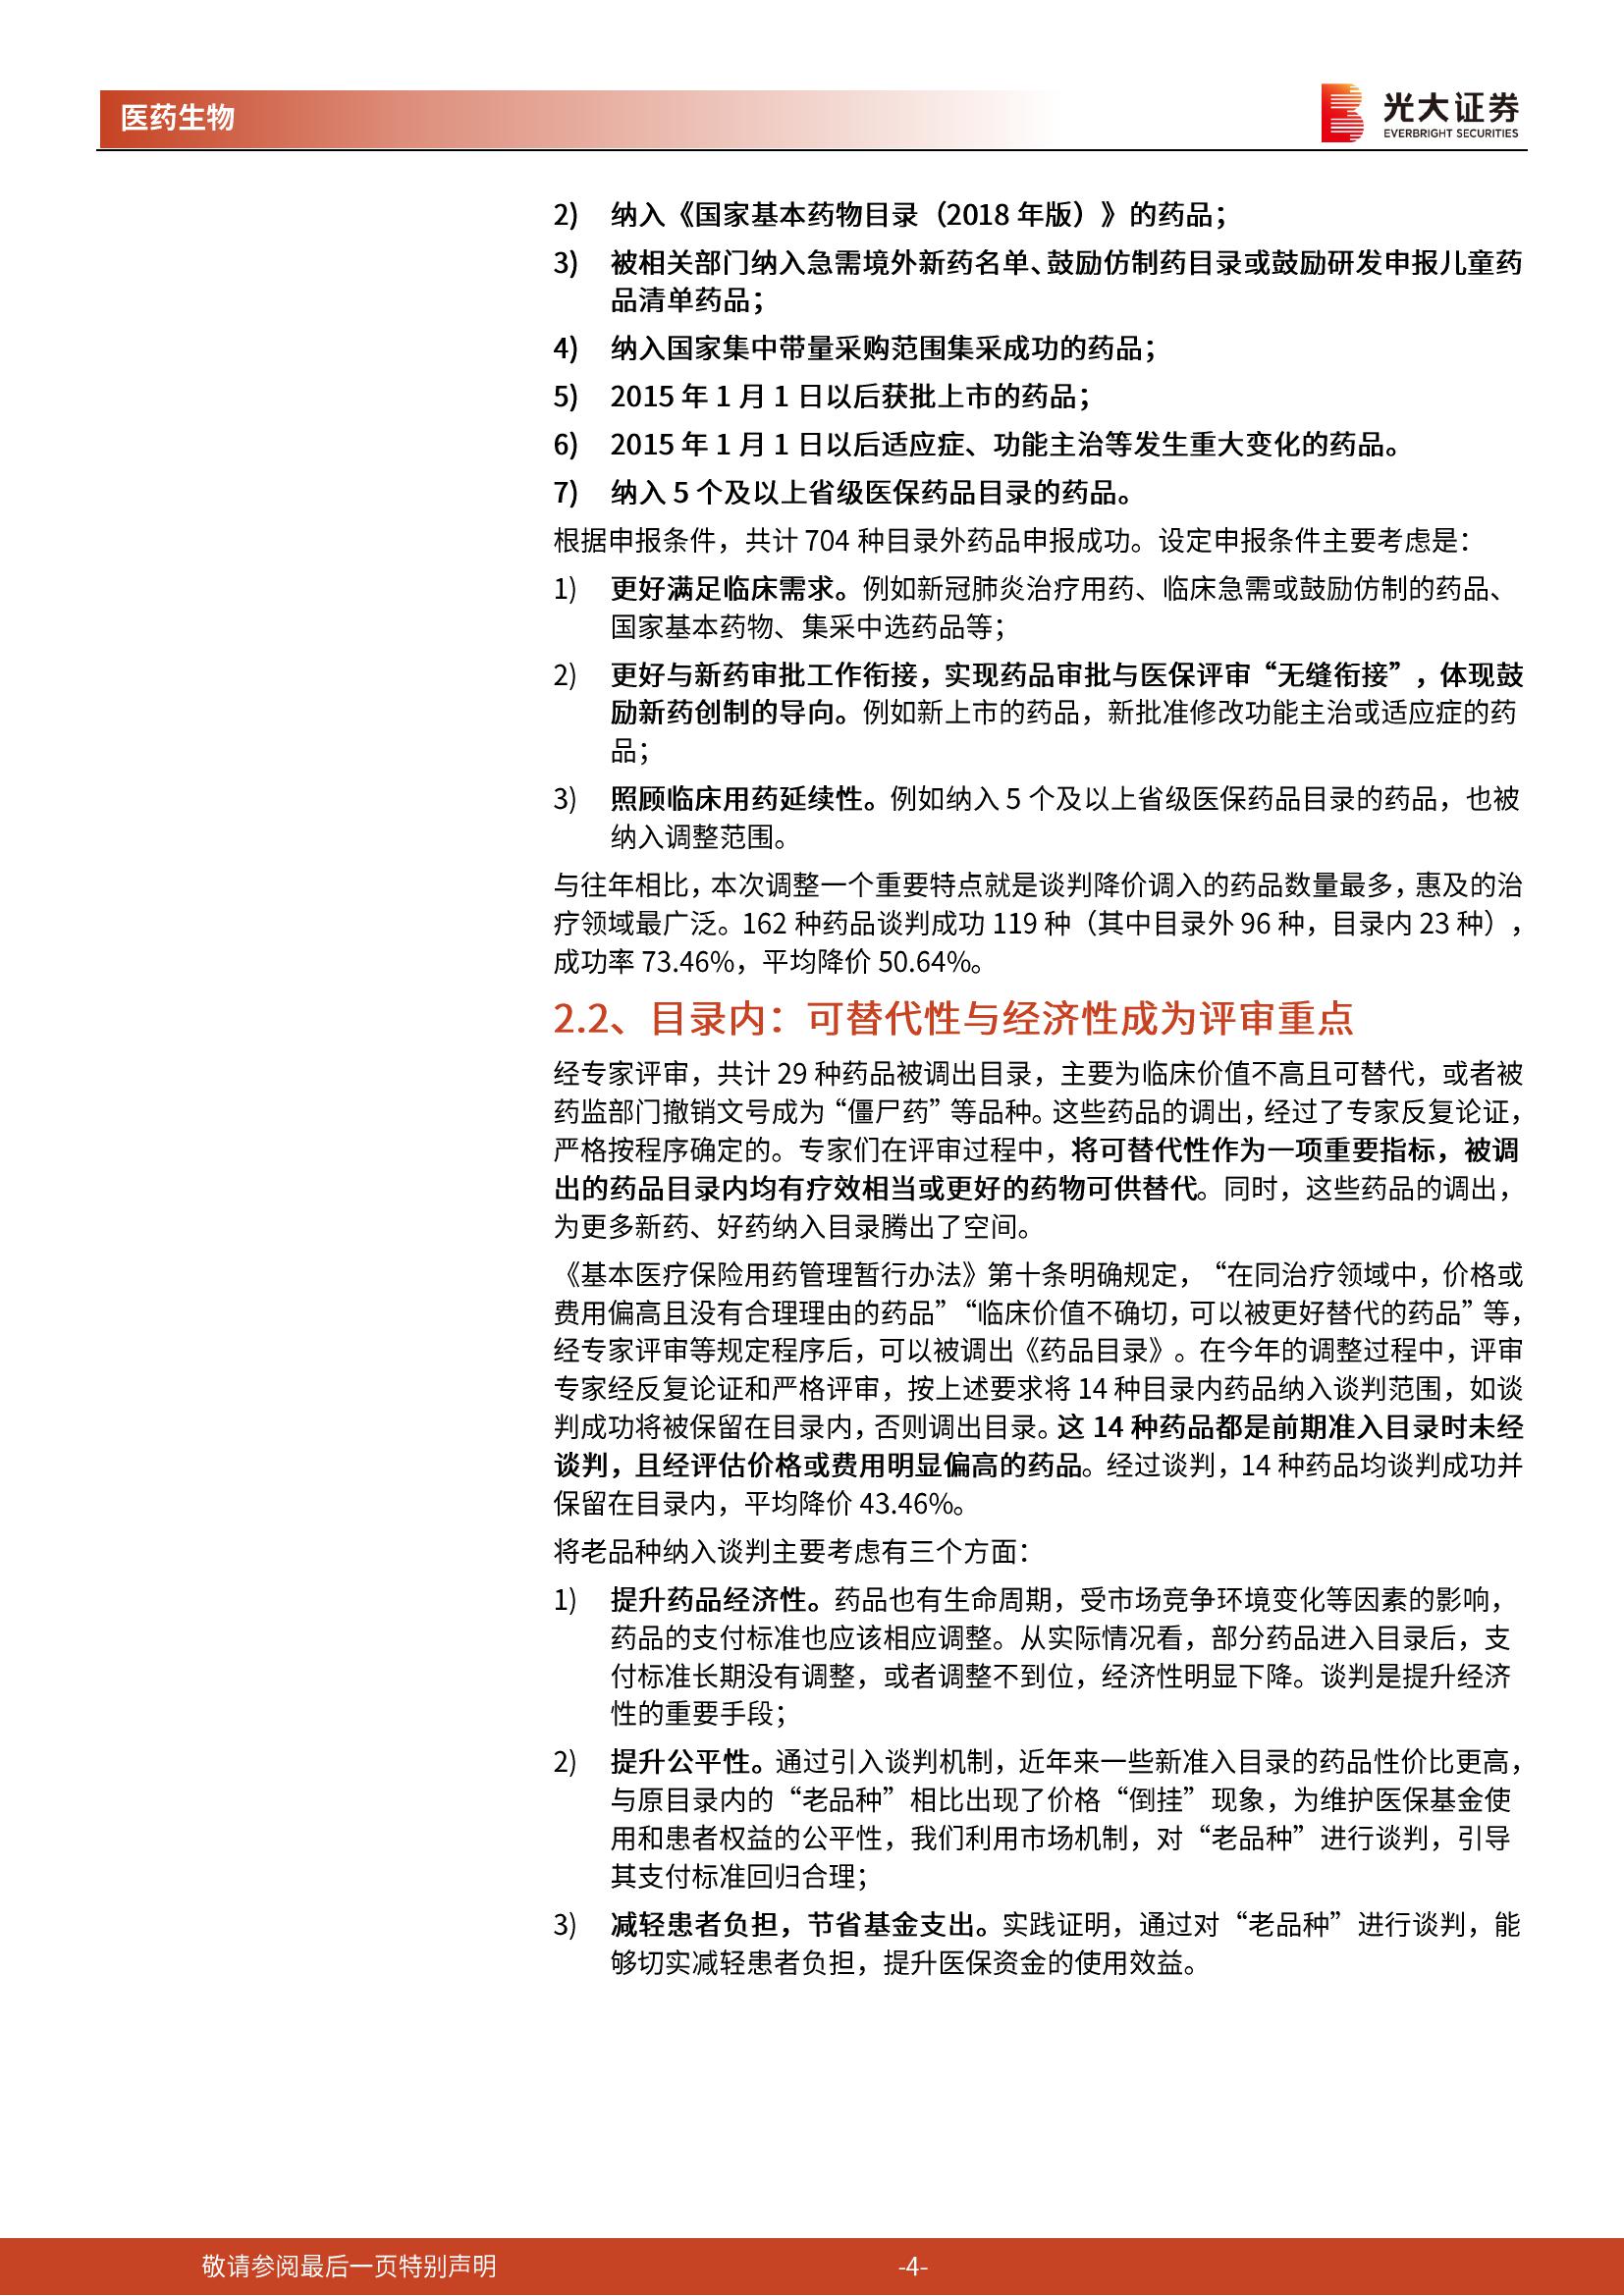 医药生物
光大证券
EVERBRIGHT SECURITIES
2) 纳入《国家基本药物目录（2018 年版）》的药品；
3) 被相关部门纳入急需境外新药名单、鼓励仿制药目录或鼓励研发申报儿童药
品清单药品；
4) 纳入国家集中带量采购范围集采成功的药品；
5) 2015 年 1 月 1 日以后获批上市的药品；
6) 2015 年 1 月 1 日以后适应症、功能主治等发生重大变化的药品。
7) 纳入 5 个及以上省级医保药品目录的药品。
根据申报条件，共计 704 种目录外药品申报成功。设定申报条件主要考虑是：
1) 更好满足临床需求。例如新冠肺炎治疗用药、临床急需或鼓励仿制的药品、
国家基本药物、集采中选药品等；
2) 更好与新药审批工作衔接，实现药品审批与医保评审“无缝衔接”，体现鼓
励新药创制的导向。例如新上市的药品，新批准修改功能主治或适应症的药
品；
3) 照顾临床用药延续性。例如纳入 5 个及以上省级医保药品目录的药品，也被
纳入调整范围。
与往年相比，本次调整一个重要特点就是谈判降价调入的药品数量最多，惠及的治
疗领域最广泛。162 种药品谈判成功 119 种（其中目录外 96 种，目录内 23 种），
成功率 73.46%，平均降价 50.64%。
2.2、目录内：可替代性与经济性成为评审重点
经专家评审，共计 29 种药品被调出目录，主要为临床价值不高且可替代，或者被
药监部门撤销文号成为“僵尸药”等品种。这些药品的调出，经过了专家反复论证，
严格按程序确定的。专家们在评审过程中，将可替代性作为一项重要指标，被调
出的药品目录内均有疗效相当或更好的药物可供替代。同时，这些药品的调出，
为更多新药、好药纳入目录腾出了空间。
《基本医疗保险用药管理暂行办法》第十条明确规定，“在同治疗领域中，价格或
费用偏高且没有合理理由的药品”“临床价值不确切，可以被更好替代的药品”等，
经专家评审等规定程序后，可以被调出《药品目录》。在今年的调整过程中，评审
专家经反复论证和严格评审，按上述要求将 14 种目录内药品纳入谈判范围，如谈
判成功将被保留在目录内，否则调出目录。这 14 种药品都是前期准入目录时未经
谈判，且经评估价格或费用明显偏高的药品。经过谈判，14 种药品均谈判成功并
保留在目录内，平均降价 43.46%。
将老品种纳入谈判主要考虑有三个方面：
1) 提升药品经济性。药品也有生命周期，受市场竞争环境变化等因素的影响，
药品的支付标准也应该相应调整。从实际情况看，部分药品进入目录后，支
付标准长期没有调整，或者调整不到位，经济性明显下降。谈判是提升经济
性的重要手段；
2) 提升公平性。通过引入谈判机制，近年来一些新准入目录的药品性价比更高，
与原目录内的“老品种”相比出现了价格“倒挂”现象，为维护医保基金使
用和患者权益的公平性，我们利用市场机制，对“老品种”进行谈判，引导
其支付标准回归合理；
3) 减轻患者负担，节省基金支出。实践证明，通过对“老品种”进行谈判，能
够切实减轻患者负担，提升医保资金的使用效益。
敬请参阅最后一页特别声明
-4-